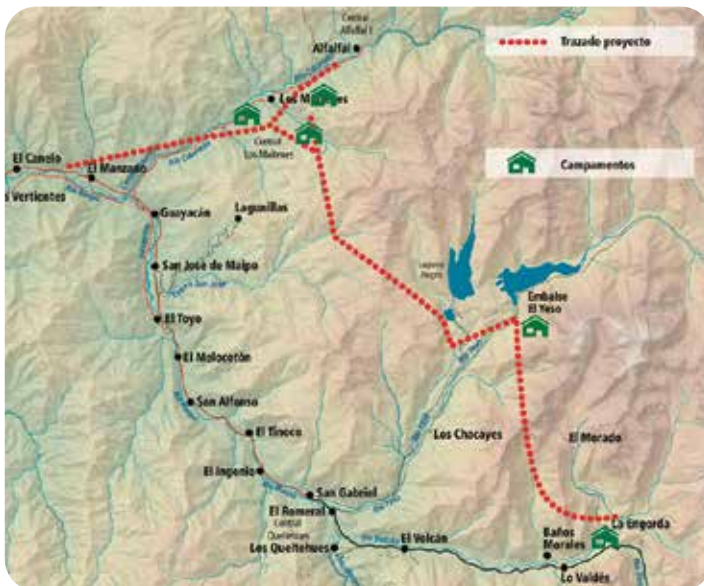 Central
Alfalfal I
Alfalfal
Trazado proyecto
Los
Central
Los Maitenes
Campamentos
El Canelo
El Manzano
Vertientes
Río Colorado
Guayacán
Lagunillas
San José de Maipo
Laguna
Negra
Embalse
El Yeso
El Toyo
El Melocotón
San Alfonso
El Tinoco
Los Chacayes
El Morado
El Ingenio
San Gabriel
El Romeral
Central
Queltehues
Los Queltehues
El Volcán
Baños
Morales
La Engorda
Lo Valdés